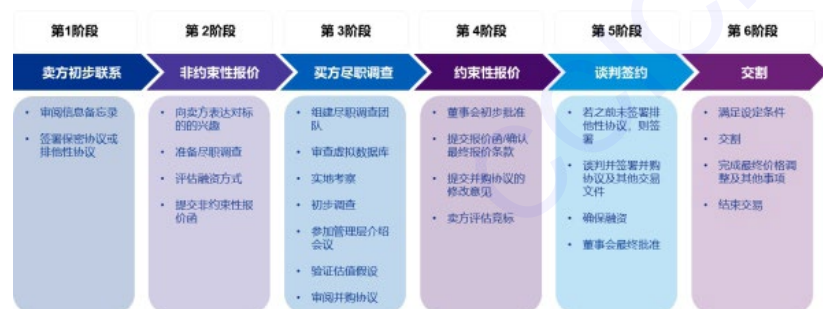 第1阶段
第 2阶段
第 3阶段
第 4阶段
第 5阶段
第 6阶段
卖方初步联系
非约束性报价
买方尽职调查
约束性报价
谈判签约
交割
• 审阅信息备忘录
• 签署保密协议或
排他性协议
• 向卖方表达对标
的的兴趣
• 准备尽职调查
• 评估融资方式
• 提交非约束性报
价函
• 组建尽职调查团
队
• 审查虚拟数据库
• 实地考察
• 初步调查
• 参加管理层介绍
会议
• 验证估值假设
• 审阅并购协议
• 董事会初步批准
• 提交报价函/确认
最终报价条款
• 提交并购协议的
修改意见
• 卖方评估竞标
• 若之前未签署排
他性协议，则签
署
• 谈判并签署并购
协议及其他交易
文件
• 确保融资
• 董事会最终批准
• 满足设定条件
• 交割
• 完成最终价格调
整及其他事项
• 结束交易